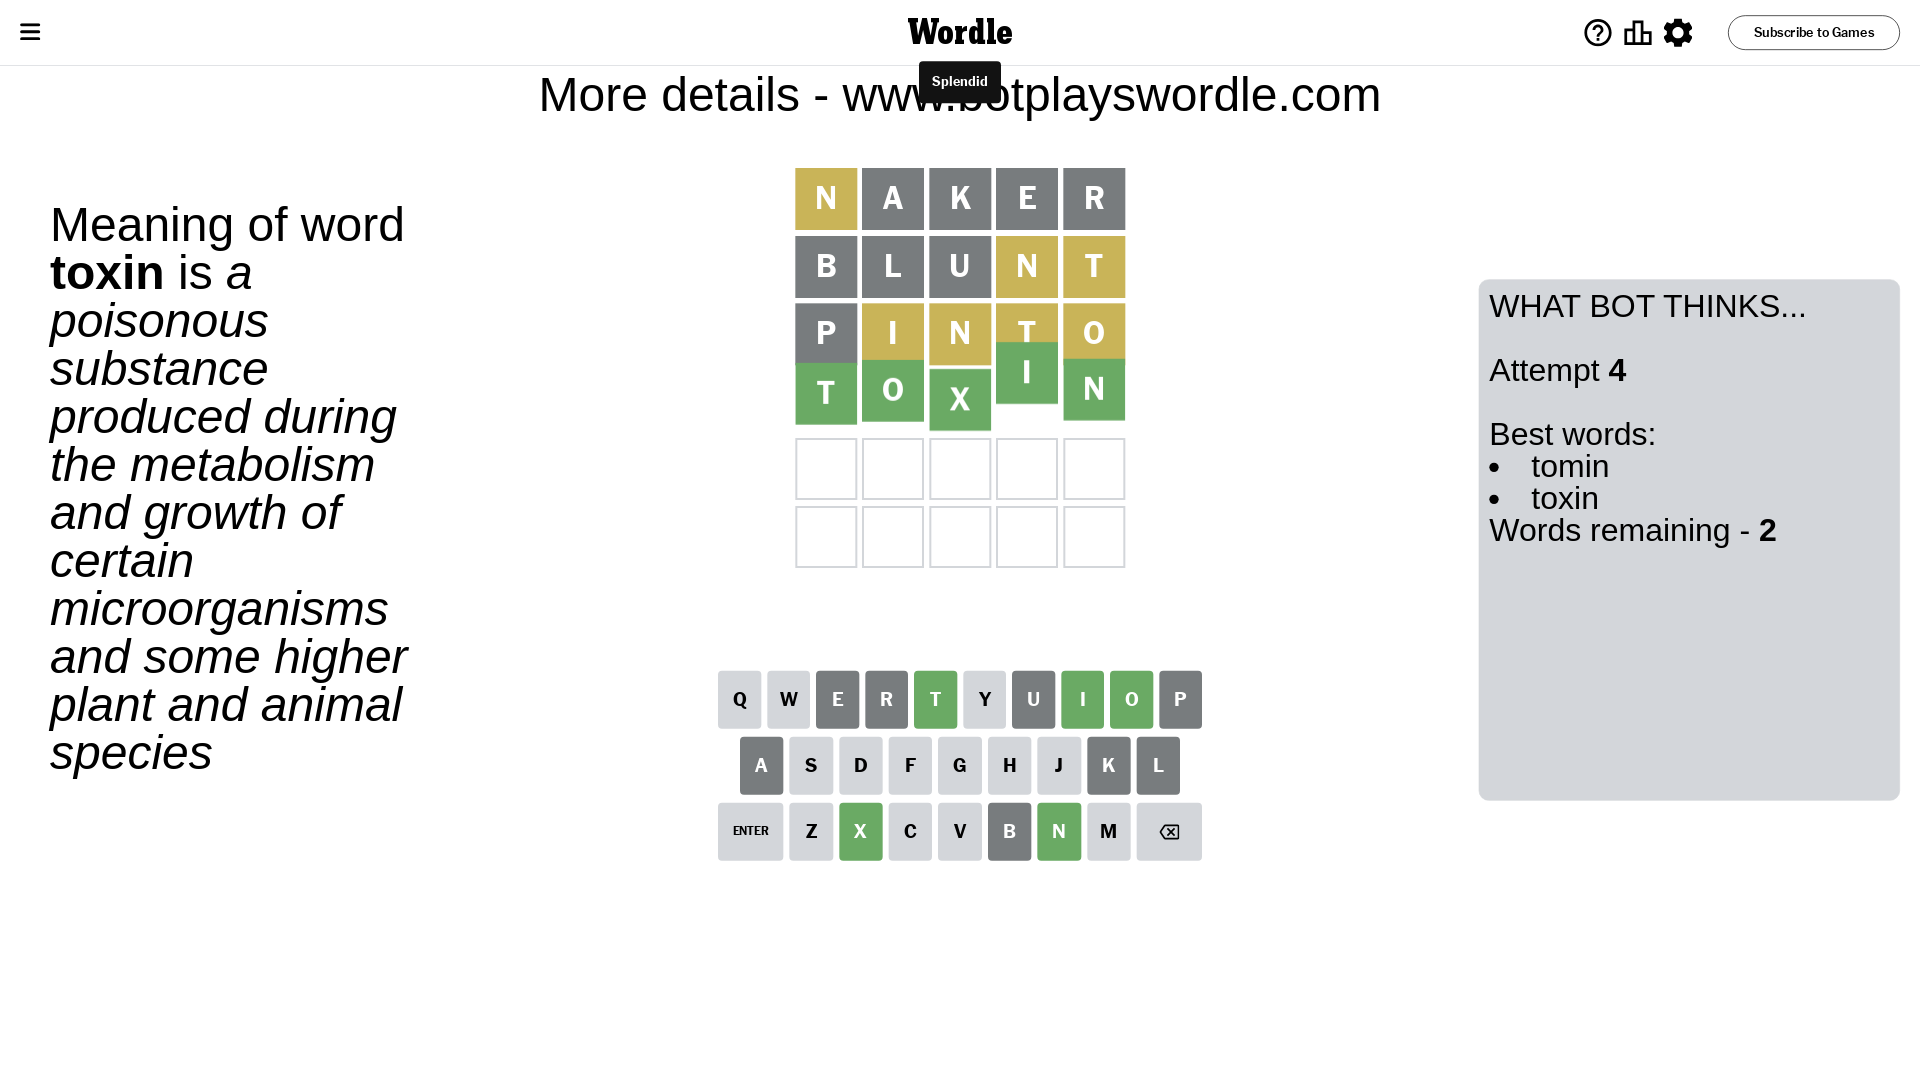 Wordle
Subscribe to Games
Splendid
More details - www.botplayswordle.com
Meaning of word
toxin is a
poisonous
substance
produced during
the metabolism
and growth of
certain
microorganisms
and some higher
plant and animal
species
N A K E R
B L U N T
P I N T O
T O X I N
WHAT BOT THINKS...
Attempt 4
Best words:
• tomin
• toxin
Words remaining - 2
Q W E R T Y U I O P
A S D F G H J K L
ENTER Z X C V B N M